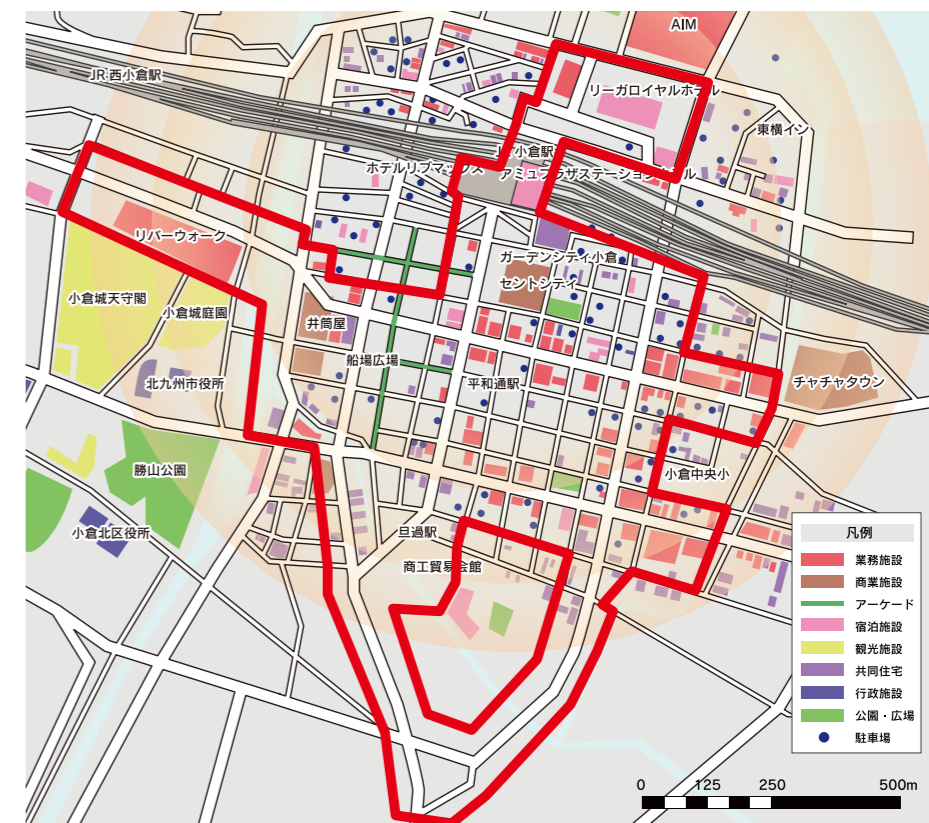 AIM
JR 西小倉駅
リーガロイヤルホテル
東横イン
JR 小倉駅
ホテルリブマックス
アミュプラザステーションホテル
リバーウォーク
ガーデンシティ小倉
セントシティ
小倉城天守閣
小倉城庭園
井筒屋
船場広場
北九州市役所
平和通駅
チャチャタウン
勝山公園
小倉中央小
小倉北区役所
旦過駅
商工貿易会館
凡例
業務施設
商業施設
アーケード
宿泊施設
観光施設
共同住宅
行政施設
公園・広場
駐車場
0 125 250 500m